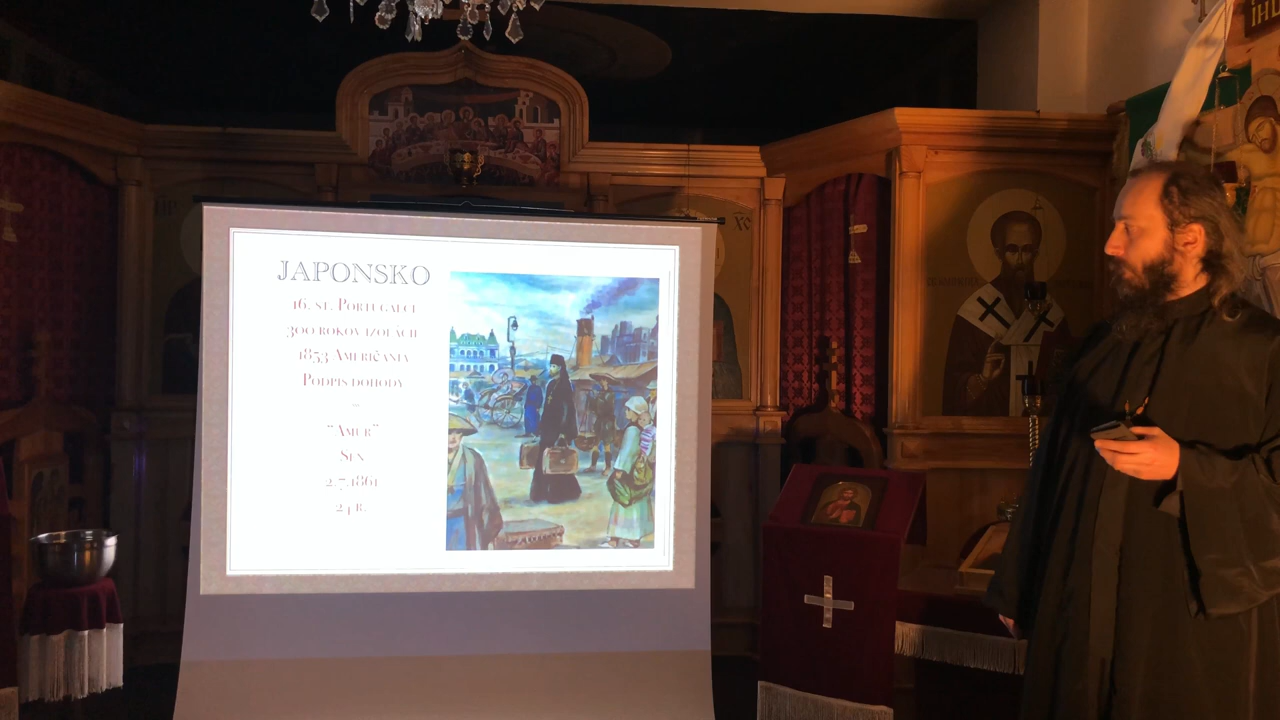 JAPONSKO
16. st. Portugalci
300 rokov izolácii
1853 Američania
Podpis dohody
~
"Amur"
Sen
2.7.1861
24 r.